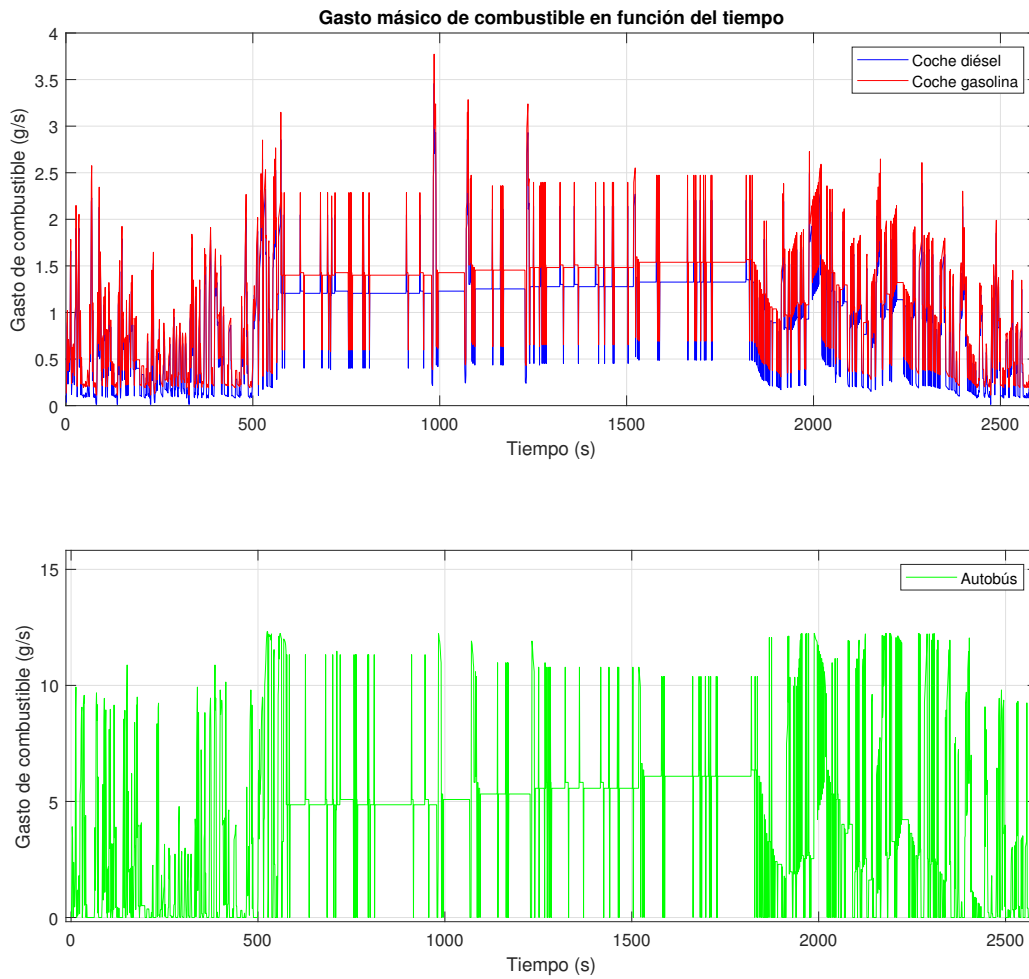 Gasto másico de combustible en función del tiempo
4
3.5
3
2.5
2
1.5
1
0.5
0
Gasto de combustible (g/s)
Coche diésel
Coche gasolina
0 500 1000 1500 2000 2500
Tiempo (s)
15
10
5
0
Gasto de combustible (g/s)
Autobús
0 500 1000 1500 2000 2500
Tiempo (s)